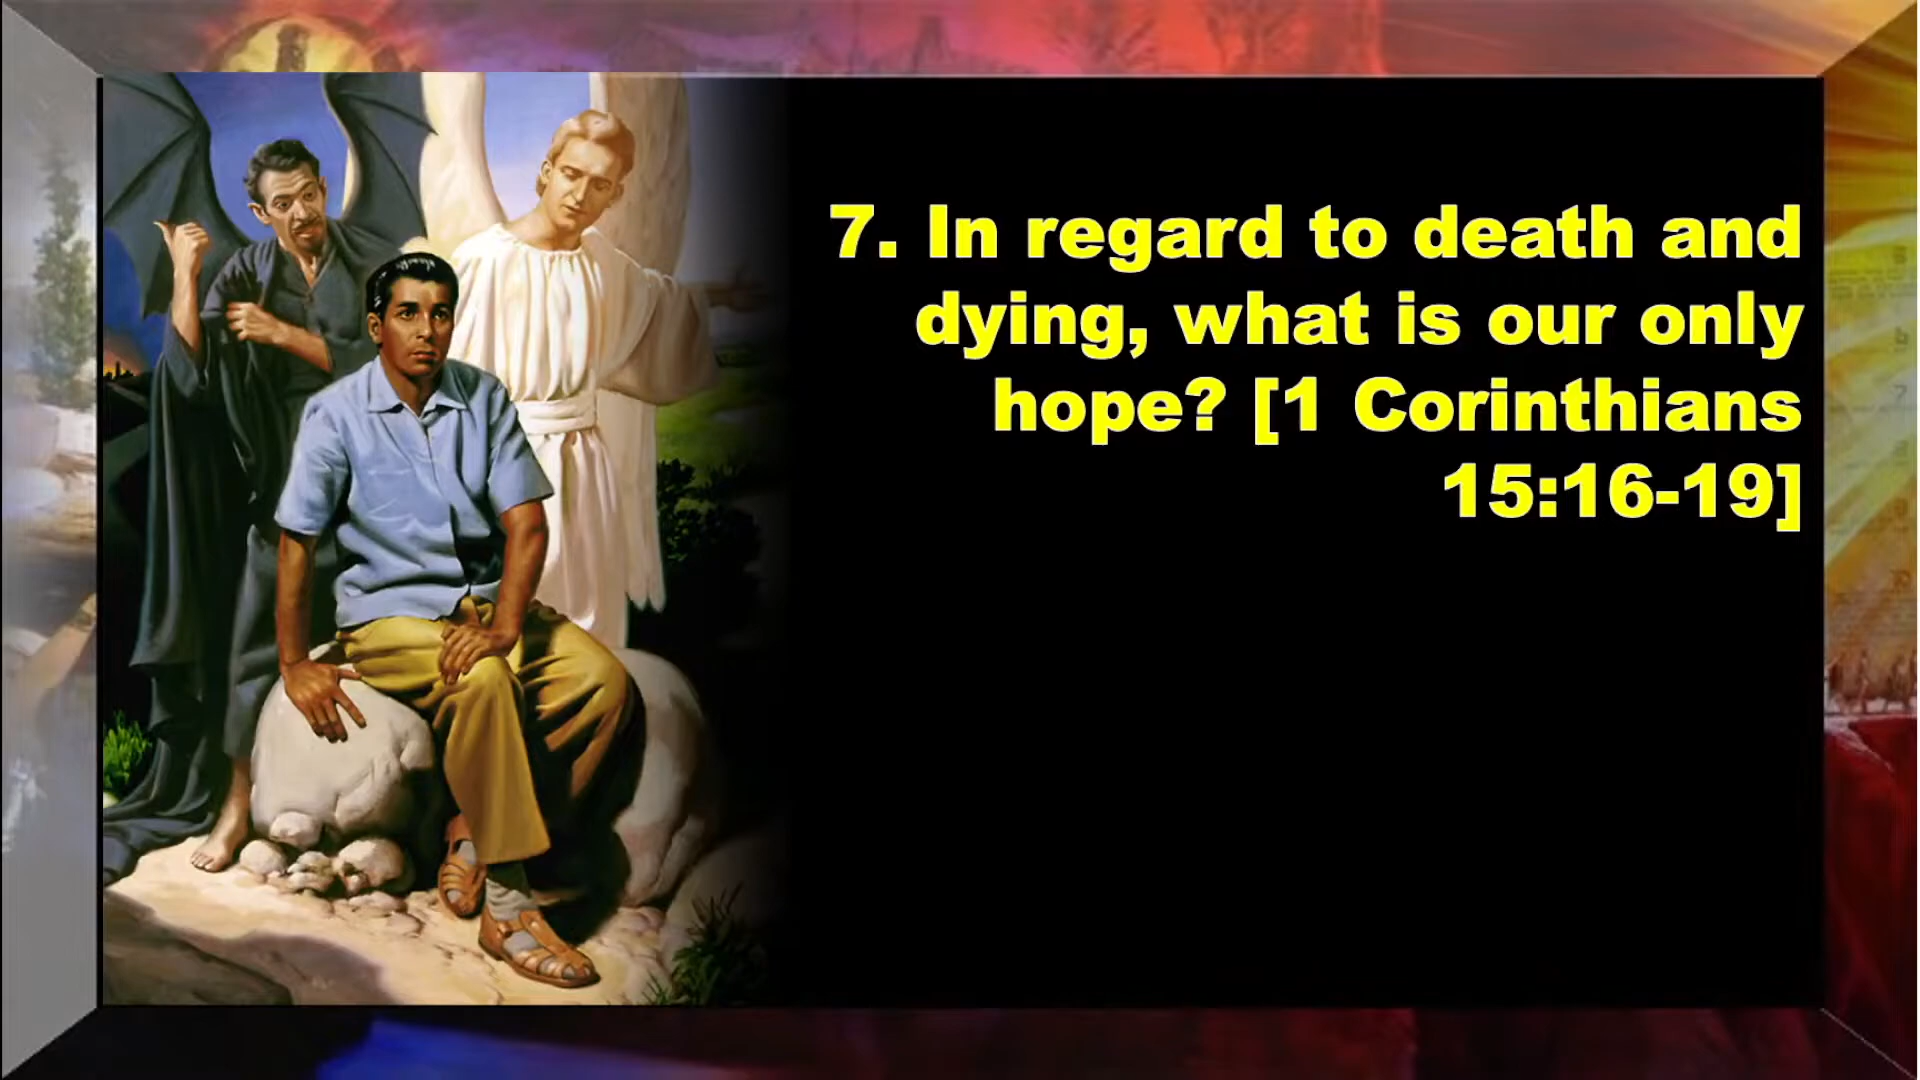 7. In regard to death and
dying, what is our only
hope? [1 Corinthians
15:16-19]